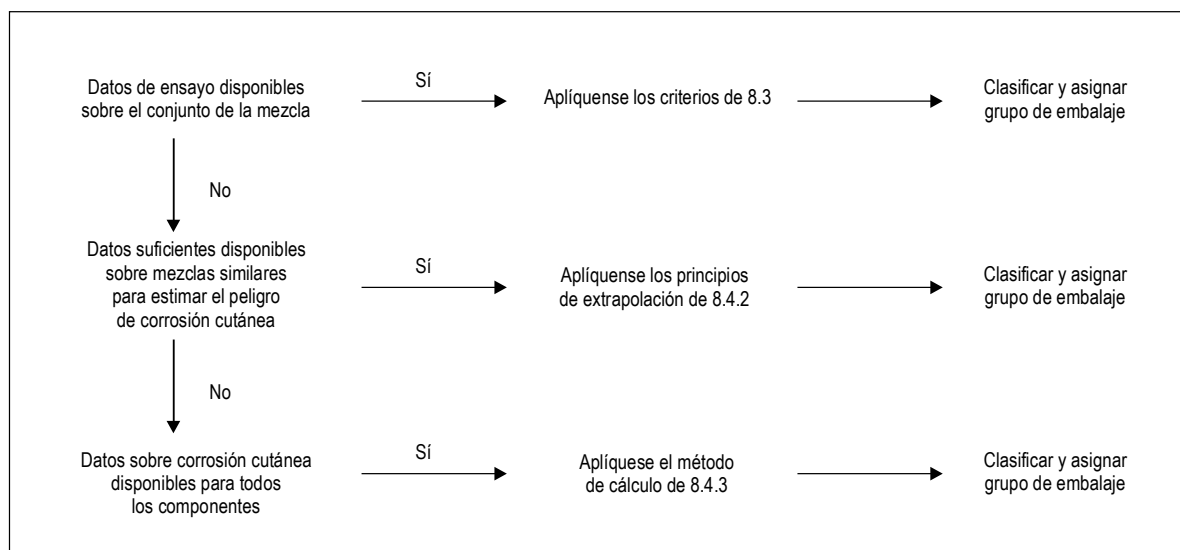 Datos de ensayo disponibles
sobre el conjunto de la mezcla
Sí
Aplíquense los criterios de 8.3
Clasificar y asignar
grupo de embalaje
No
Datos suficientes disponibles
sobre mezclas similares
para estimar el peligro
de corrosión cutánea
Sí
Aplíquense los principios
de extrapolación de 8.4.2
Clasificar y asignar
grupo de embalaje
No
Datos sobre corrosión cutánea
disponibles para todos
los componentes
Sí
Aplíquese el método
de cálculo de 8.4.3
Clasificar y asignar
grupo de embalaje